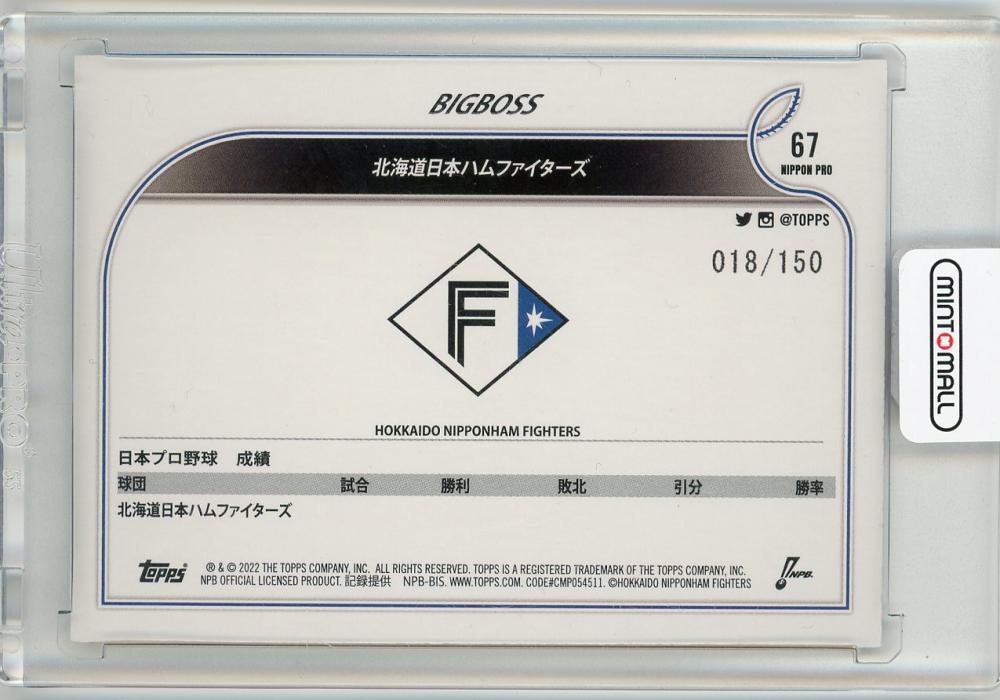 BIGBOSS
北海道日本ハムファイターズ
67
NIPPON PRO
@TOPPS
018/150
F
HOKKAIDO NIPPONHAM FIGHTERS
日本プロ野球 成績
球団 試合 勝利 敗北 引分 勝率
北海道日本ハムファイターズ
TOPPS ® & © 2022 THE TOPPS COMPANY, INC. ALL RIGHTS RESERVED. TOPPS IS A REGISTERED TRADEMARK OF THE TOPPS COMPANY, INC.
NPB OFFICIAL LICENSED PRODUCT. 記録提供 NPB-BIS. WWW.TOPPS.COM. CODE#CMP054511. ©HOKKAIDO NIPPONHAM FIGHTERS
NPB.
MINT MALL
Ultra PRO